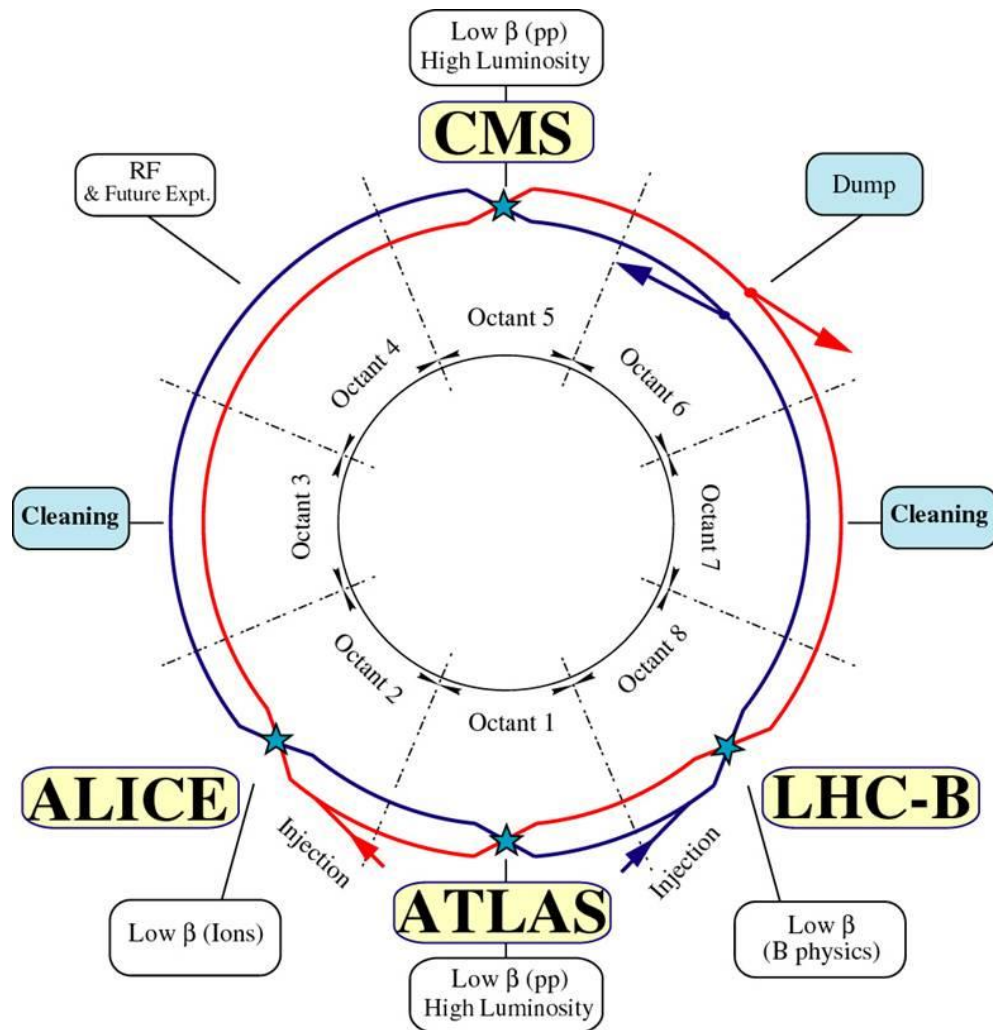 Low β (pp)
High Luminosity
CMS
RF
& Future Expt.
Dump
Octant 5
Octant 4
Octant 6
Cleaning
Octant 3
Octant 7
Cleaning
Octant 2
Octant 8
Octant 1
ALICE
LHC-B
Injection
Injection
ATLAS
Low β (Ions)
Low β
(B physics)
Low β (pp)
High Luminosity